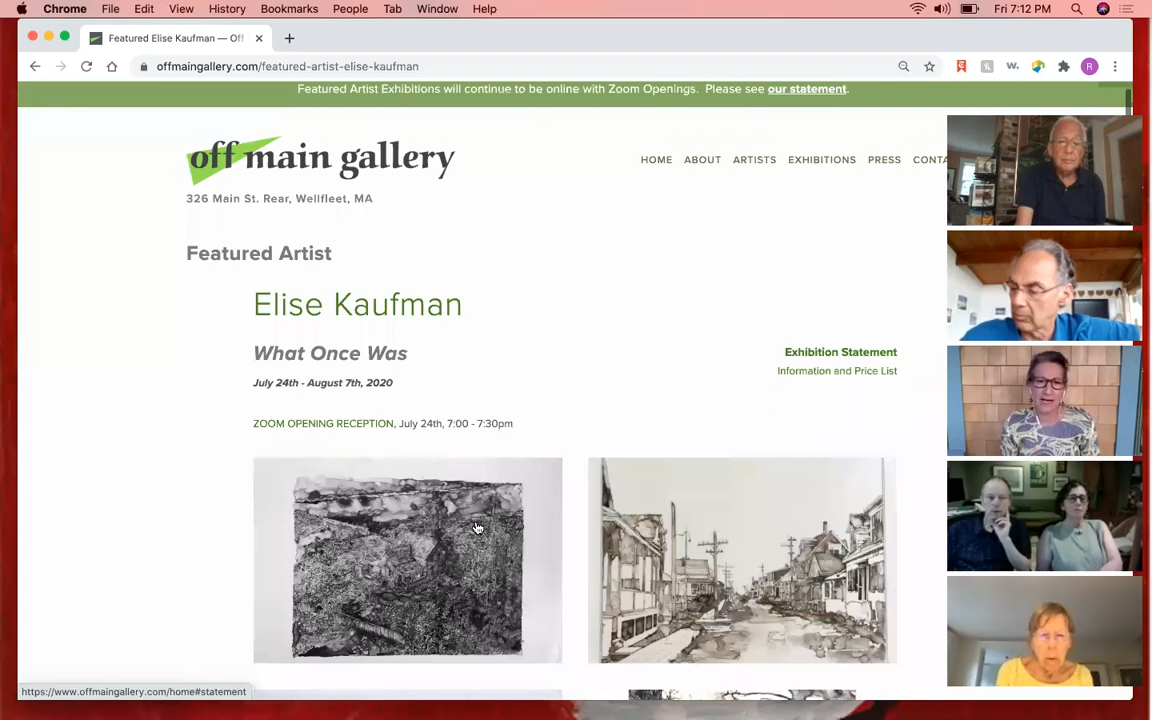 Chrome File Edit View History Bookmarks People Tab Window Help Fri 7:12 PM
Featured Elise Kaufman — Off
offmaingallery.com/featured-artist-elise-kaufman
R
Featured Artist Exhibitions will continue to be online with Zoom Openings. Please see our statement.
off main gallery
HOME ABOUT ARTISTS EXHIBITIONS PRESS CONTA
326 Main St. Rear, Wellfleet, MA
Featured Artist
Elise Kaufman
What Once Was
Exhibition Statement
Information and Price List
July 24th - August 7th, 2020
ZOOM OPENING RECEPTION, July 24th, 7:00 - 7:30pm
https://www.offmaingallery.com/home#statement